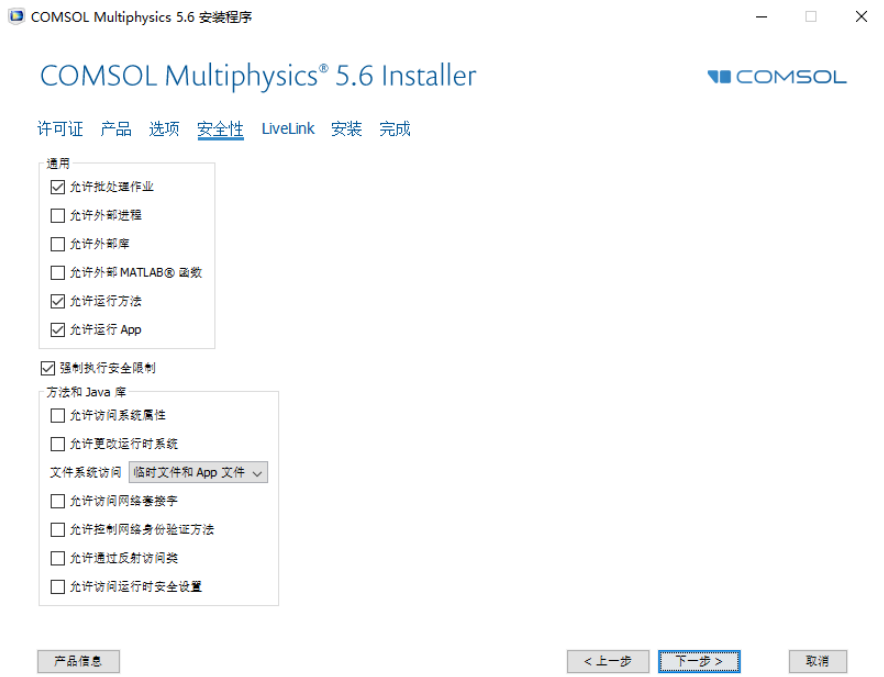 COMSOL Multiphysics 5.6 安装程序
COMSOL Multiphysics® 5.6 Installer
COMSOL
许可证 产品 选项 安全性 LiveLink 安装 完成
通用
允许批处理作业
允许外部进程
允许外部库
允许外部 MATLAB® 函数
允许运行方法
允许运行 App
强制执行安全限制
方法和 Java 库
允许访问系统属性
允许更改运行时系统
文件系统访问 临时文件和 App 文件
允许访问网络套接字
允许控制网络身份验证方法
允许通过反射访问类
允许访问运行时安全设置
产品信息 < 上一步 下一步 > 取消